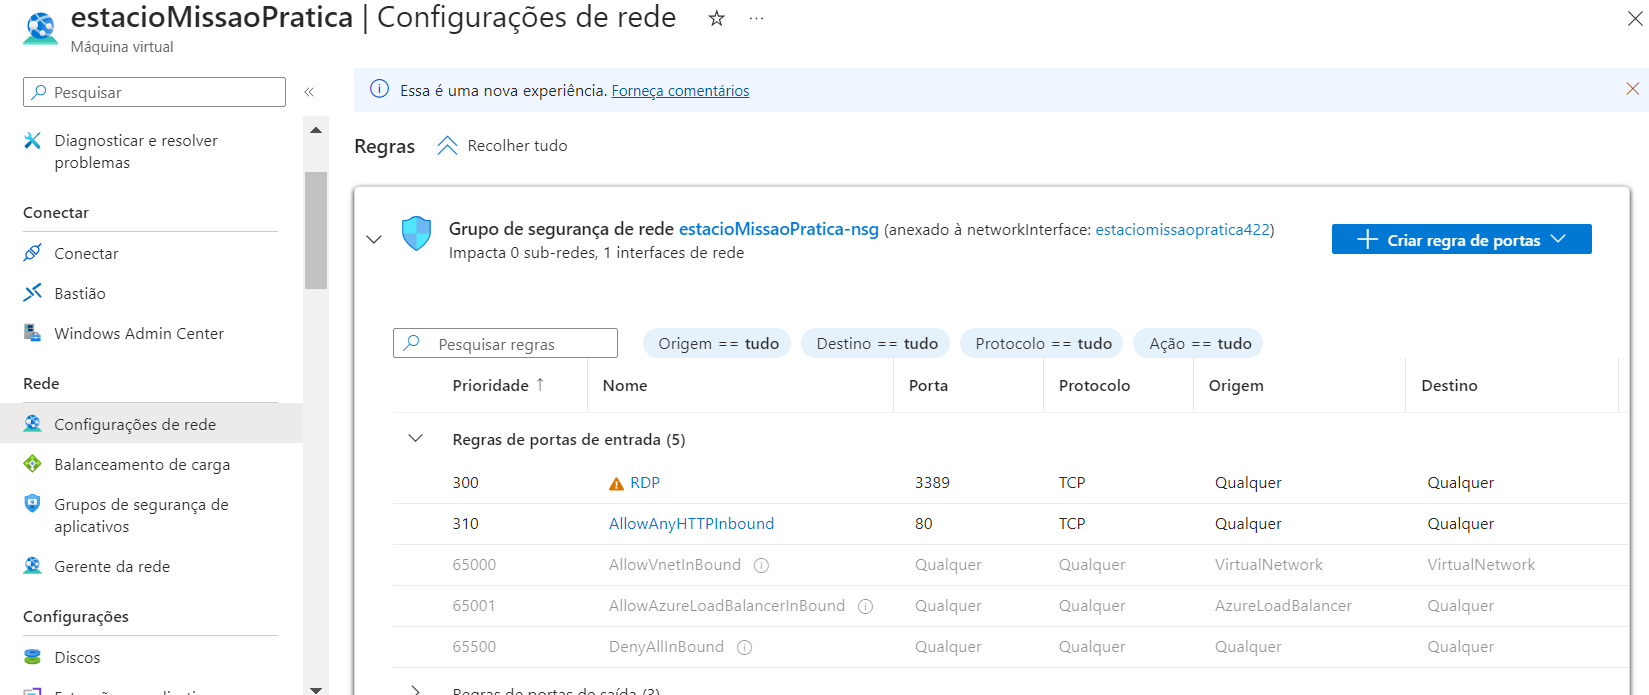 estacioMissaoPratica | Configurações de rede
Máquina virtual
Pesquisar
Diagnosticar e resolver
problemas
Conectar
Conectar
Bastião
Windows Admin Center
Rede
Configurações de rede
Balanceamento de carga
Grupos de segurança de
aplicativos
Gerente da rede
Configurações
Discos
Essa é uma nova experiência. Forneça comentários
Regras Recolher tudo
Grupo de segurança de rede estacioMissaoPratica-nsg (anexado à networkInterface: estaciomissaopratica422)
Impacta 0 sub-redes, 1 interfaces de rede
Criar regra de portas
Pesquisar regras Origem == tudo Destino == tudo Protocolo == tudo Ação == tudo
Prioridade ↑ Nome Porta Protocolo Origem Destino
Regras de portas de entrada (5)
300 RDP 3389 TCP Qualquer Qualquer
310 AllowAnyHTTPInbound 80 TCP Qualquer Qualquer
65000 AllowVnetInBound Qualquer Qualquer VirtualNetwork VirtualNetwork
65001 AllowAzureLoadBalancerInBound Qualquer Qualquer AzureLoadBalancer Qualquer
65500 DenyAllInBound Qualquer Qualquer Qualquer Qualquer
Regras de portas de saída (3)